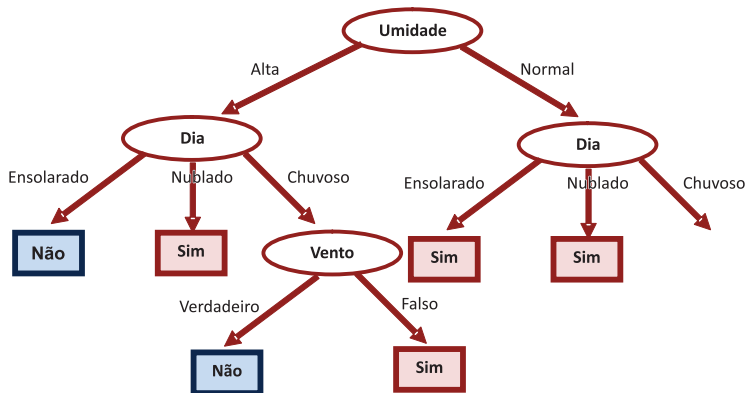 Umidade
Alta
Normal
Dia
Dia
Ensolarado
Nublado
Chuvoso
Ensolarado
Nublado
Chuvoso
Não
Sim
Vento
Sim
Sim
Verdadeiro
Falso
Não
Sim